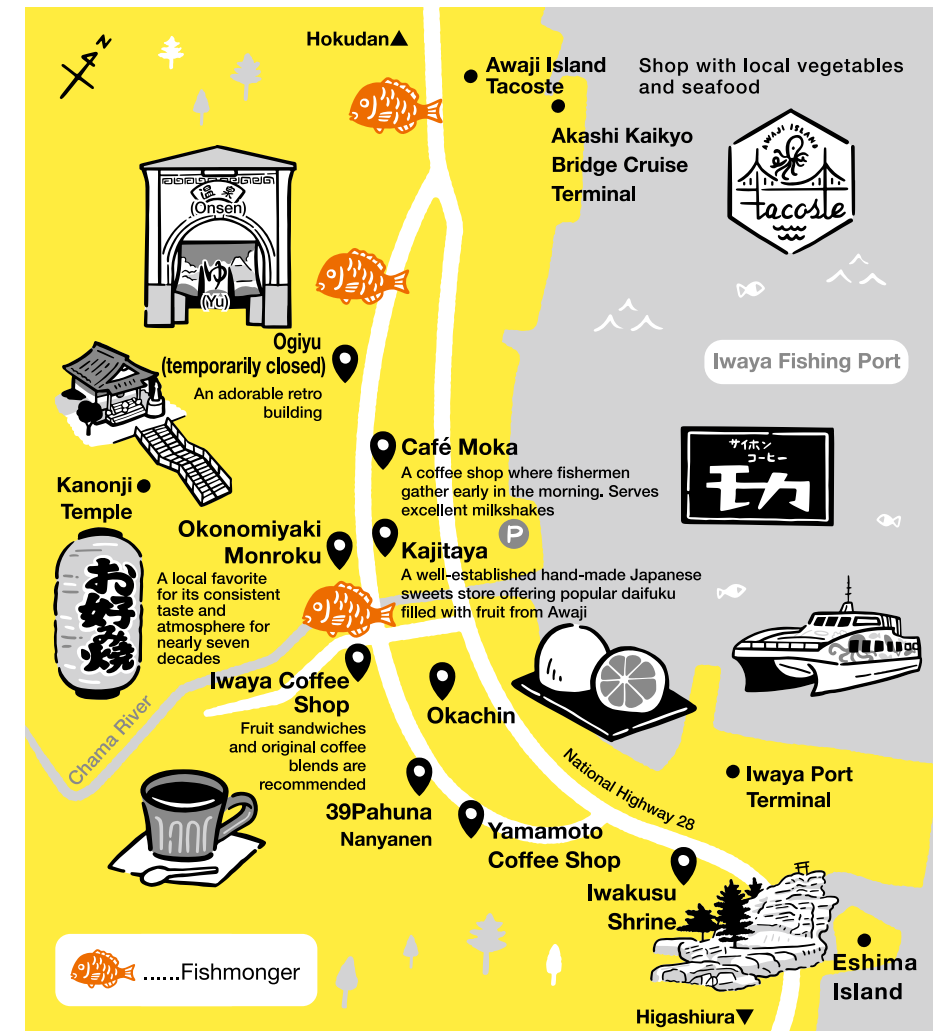 N
Hokudan▲
Awaji Island
Tacoste
Shop with local vegetables
and seafood
Akashi Kaikyo
Bridge Cruise
Terminal
AWAJI ISLAND
tacoste
温泉
(Onsen)
ゆ
(Yu)
Iwaya Fishing Port
Ogiyu
(temporarily closed)
An adorable retro
building
Café Moka
A coffee shop where fishermen
gather early in the morning. Serves
excellent milkshakes
サイホン
コーヒー
モカ
Kanonji
Temple
P
Okonomiyaki
Monroku
A local favorite
for its consistent
taste and
atmosphere for
nearly seven
decades
お好み焼
Kajitaya
A well-established hand-made Japanese
sweets store offering popular daifuku
filled with fruit from Awaji
Iwaya Coffee
Shop
Fruit sandwiches
and original coffee
blends are
recommended
Okachin
Chama River
National Highway 28
Iwaya Port
Terminal
39Pahuna
Nanyanen
Yamamoto
Coffee Shop
Iwakusu
Shrine
Eshima
Island
......Fishmonger
Higashiura▼